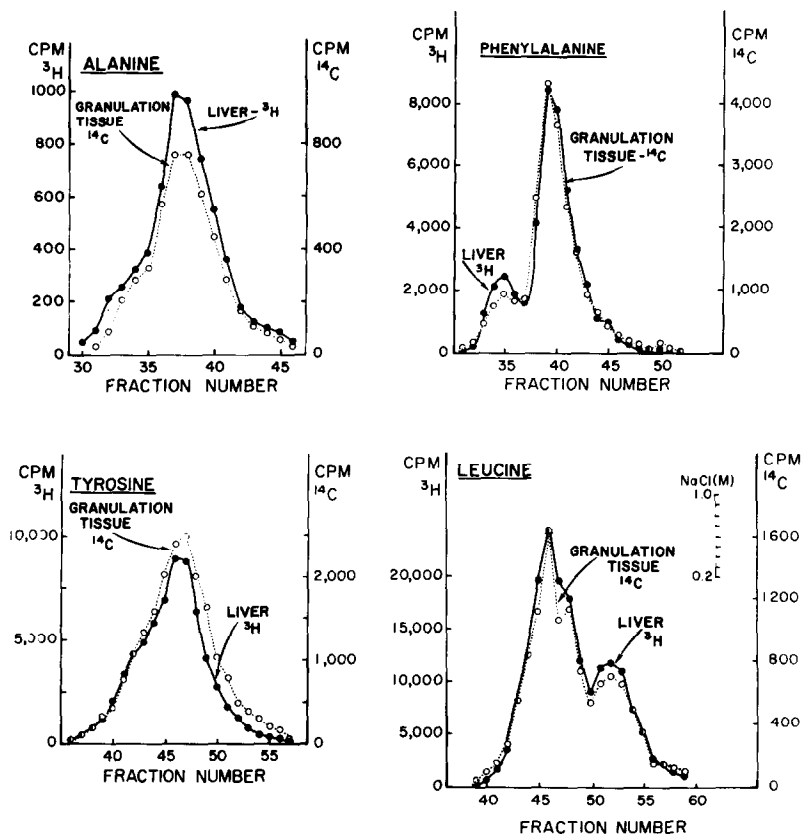 CPM
³H
ALANINE
CPM
¹⁴C
GRANULATION
TISSUE
¹⁴C
LIVER-³H
1000
800
600
400
200
0
800
400
0
30
35
40
45
FRACTION NUMBER
CPM
³H
PHENYLALANINE
CPM
¹⁴C
8,000
6,000
4,000
2,000
0
4,000
3,000
2,000
1,000
0
GRANULATION
TISSUE-¹⁴C
LIVER
³H
35
40
45
50
FRACTION NUMBER
CPM
³H
TYROSINE
CPM
¹⁴C
GRANULATION
TISSUE
¹⁴C
LIVER
³H
10,000
5,000
0
2,000
1,000
0
40
45
50
55
FRACTION NUMBER
CPM
³H
LEUCINE
CPM
¹⁴C
NaCl(M)
1.0
0.2
GRANULATION
TISSUE
¹⁴C
LIVER
³H
20,000
15,000
10,000
5,000
0
1600
1200
800
400
0
40
45
50
55
60
FRACTION NUMBER